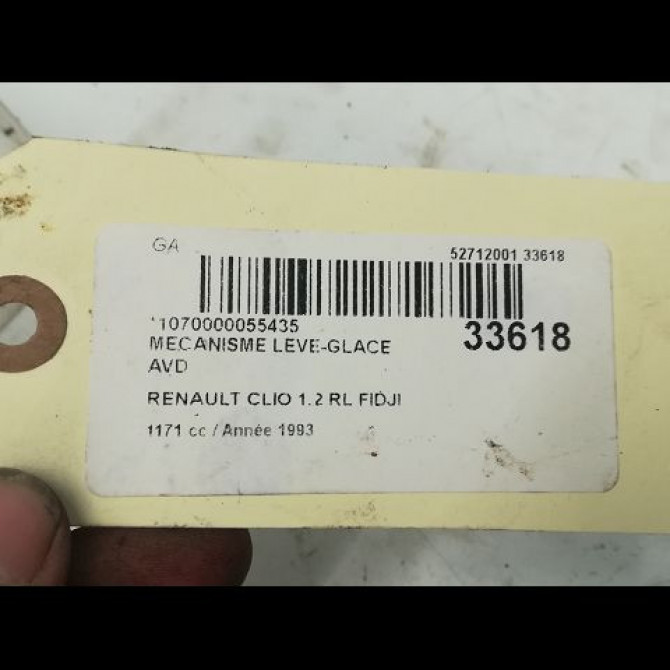 GA
52712001 33618
*1070000055435
33618
MECANISME LEVE-GLACE
AVD
RENAULT CLIO 1.2 RL FIDJI
1171 cc / Année 1993